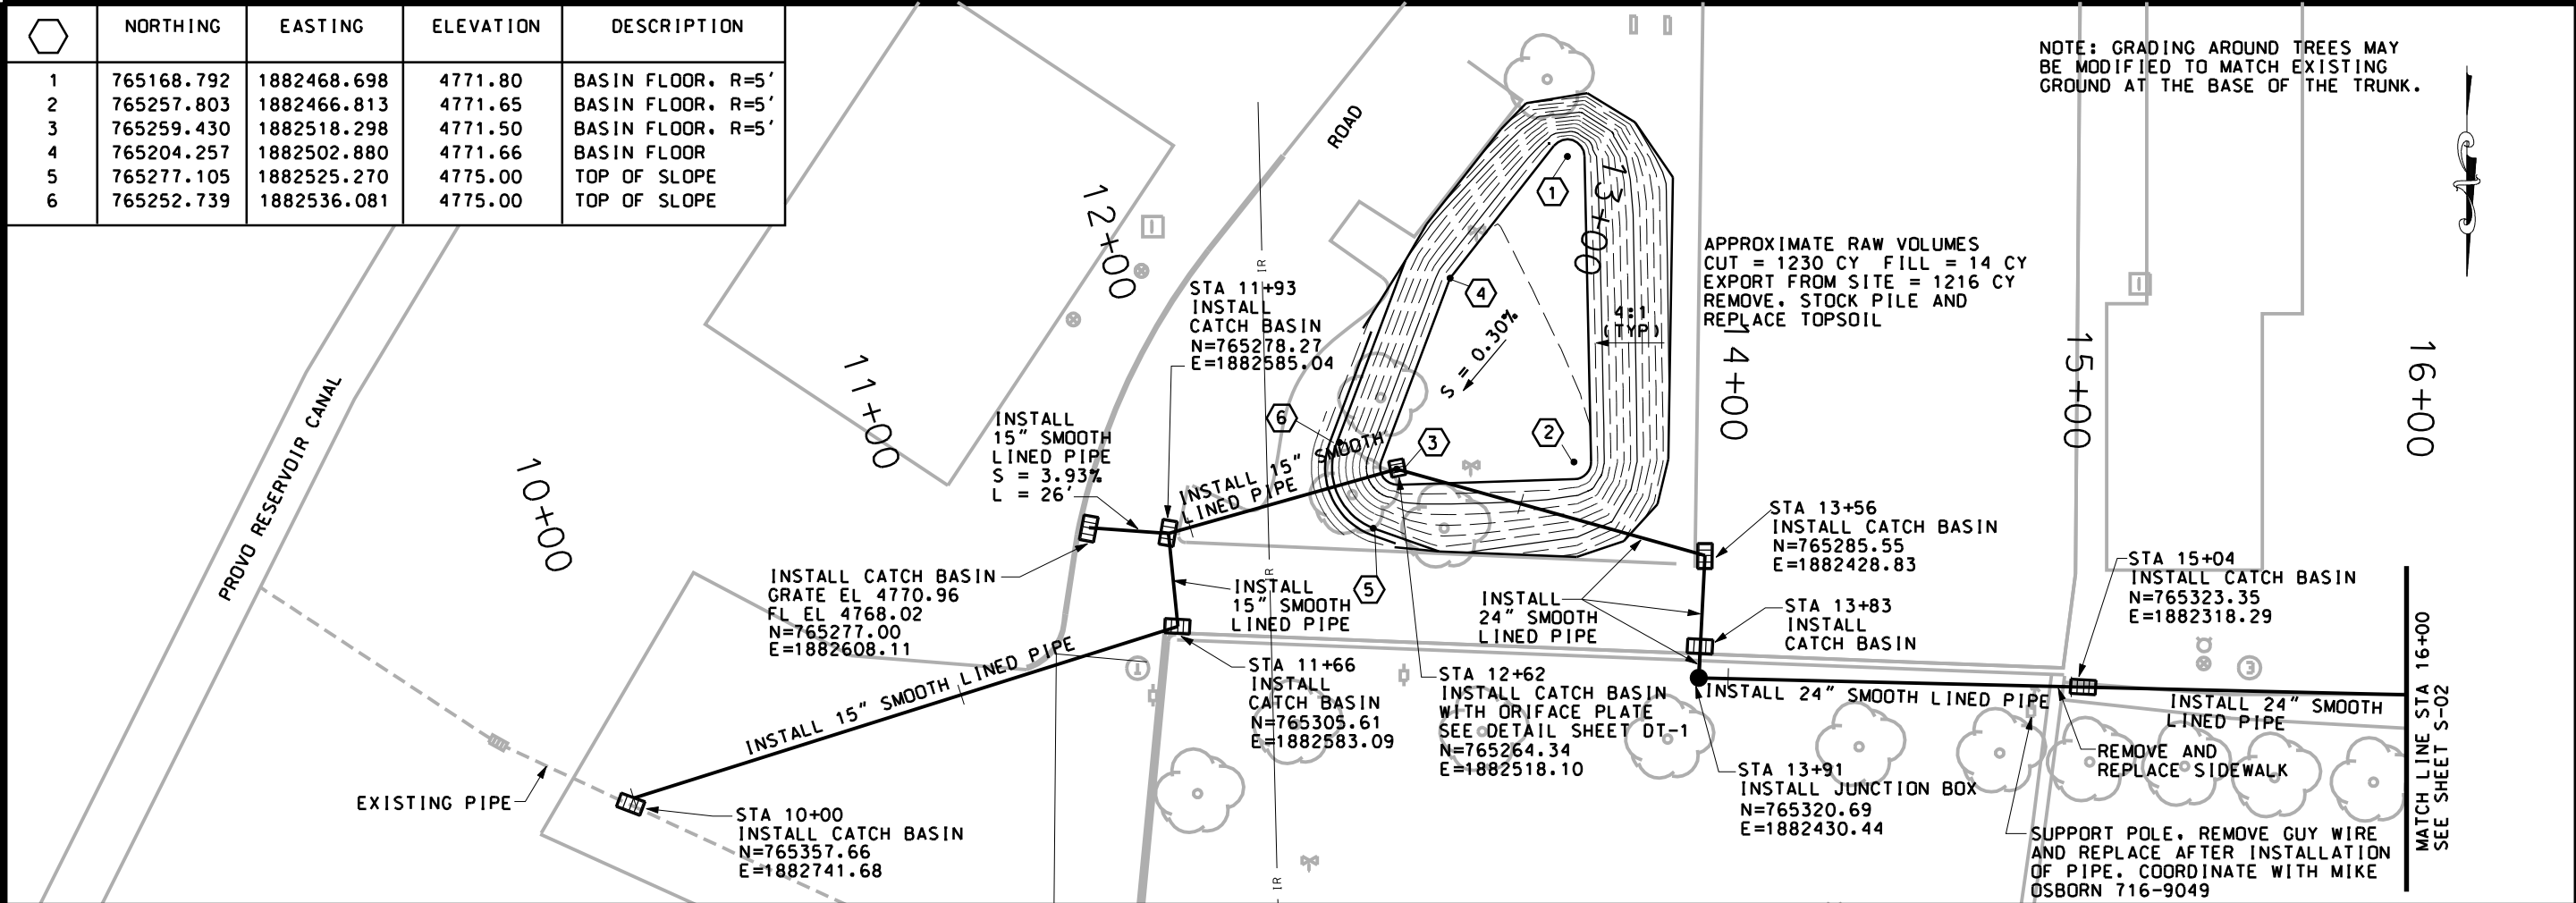 NORTHING EASTING ELEVATION DESCRIPTION
1 765168.792 1882468.698 4771.80 BASIN FLOOR, R=5'
2 765257.803 1882466.813 4771.65 BASIN FLOOR, R=5'
3 765259.430 1882518.298 4771.50 BASIN FLOOR, R=5'
4 765204.257 1882502.880 4771.66 BASIN FLOOR
5 765277.105 1882525.270 4775.00 TOP OF SLOPE
6 765252.739 1882536.081 4775.00 TOP OF SLOPE
NOTE: GRADING AROUND TREES MAY
BE MODIFIED TO MATCH EXISTING
GROUND AT THE BASE OF THE TRUNK.
ROAD
PROVO RESERVOIR CANAL
10+00
11+00
12+00
13+00
14+00
15+00
16+00
APPROXIMATE RAW VOLUMES
CUT = 1230 CY FILL = 14 CY
EXPORT FROM SITE = 1216 CY
REMOVE, STOCK PILE AND
REPLACE TOPSOIL
4:1
(TYP)
S = 0.30%
1
2
3
4
5
6
IR
IR
IR
STA 11+93
INSTALL
CATCH BASIN
N=765278.27
E=1882585.04
INSTALL
15" SMOOTH
LINED PIPE
S = 3.93%
L = 26'
INSTALL 15" SMOOTH
LINED PIPE
INSTALL CATCH BASIN
GRATE EL 4770.96
FL EL 4768.02
N=765277.00
E=1882608.11
INSTALL
15" SMOOTH
LINED PIPE
INSTALL
24" SMOOTH
LINED PIPE
STA 13+56
INSTALL CATCH BASIN
N=765285.55
E=1882428.83
STA 13+83
INSTALL
CATCH BASIN
STA 15+04
INSTALL CATCH BASIN
N=765323.35
E=1882318.29
INSTALL 15" SMOOTH LINED PIPE
STA 11+66
INSTALL
CATCH BASIN
N=765305.61
E=1882583.09
STA 12+62
INSTALL CATCH BASIN
WITH ORIFACE PLATE
SEE DETAIL SHEET DT-1
N=765264.34
E=1882518.10
INSTALL 24" SMOOTH LINED PIPE
INSTALL 24" SMOOTH
LINED PIPE
1
3
REMOVE AND
REPLACE SIDEWALK
STA 13+91
INSTALL JUNCTION BOX
N=765320.69
E=1882430.44
EXISTING PIPE
STA 10+00
INSTALL CATCH BASIN
N=765357.66
E=1882741.68
SUPPORT POLE, REMOVE GUY WIRE
AND REPLACE AFTER INSTALLATION
OF PIPE. COORDINATE WITH MIKE
OSBORN 716-9049
MATCH LINE STA 16+00
SEE SHEET S-02